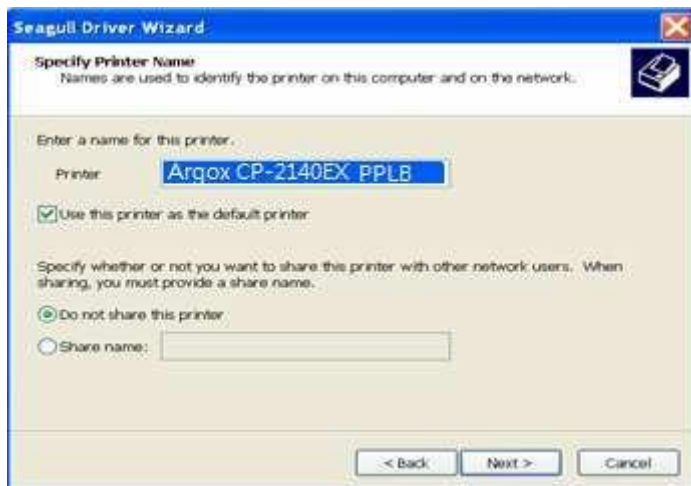 Seagull Driver Wizard
Specify Printer Name
Names are used to identify the printer on this computer and on the network.
Enter a name for this printer.
Printer
Argox CP-2140EX PPLB
Use this printer as the default printer
Specify whether or not you want to share this printer with other network users. When
sharing, you must provide a share name.
Do not share this printer
Share name:
< Back
Next >
Cancel